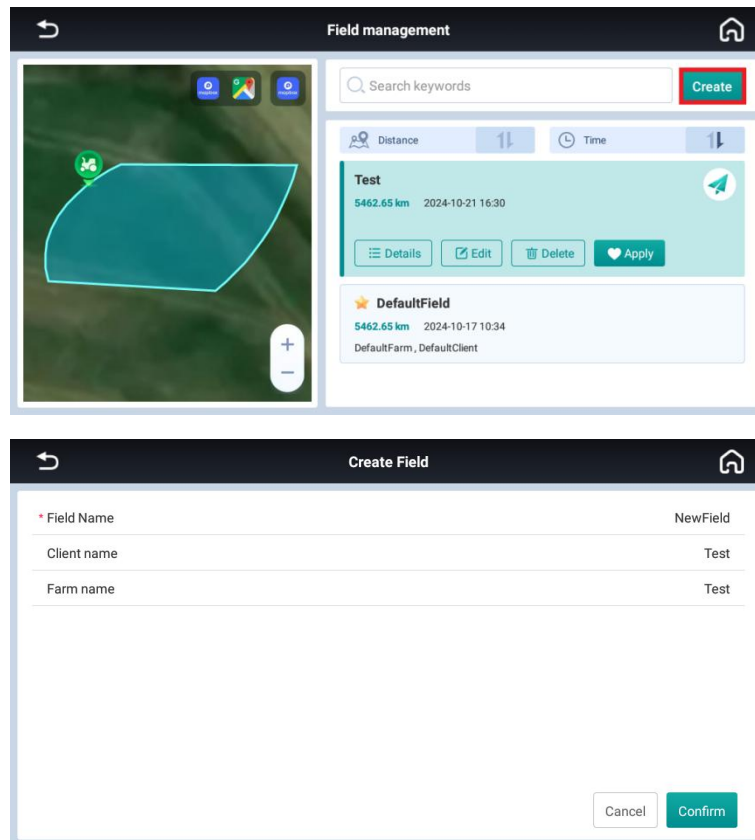 Field management
Search keywords
Create
Distance
Time
Test
5462.65 km 2024-10-21 16:30
Details
Edit
Delete
Apply
DefaultField
5462.65 km 2024-10-17 10:34
DefaultFarm , DefaultClient
+
−
Create Field
* Field Name NewField
Client name Test
Farm name Test
Cancel
Confirm